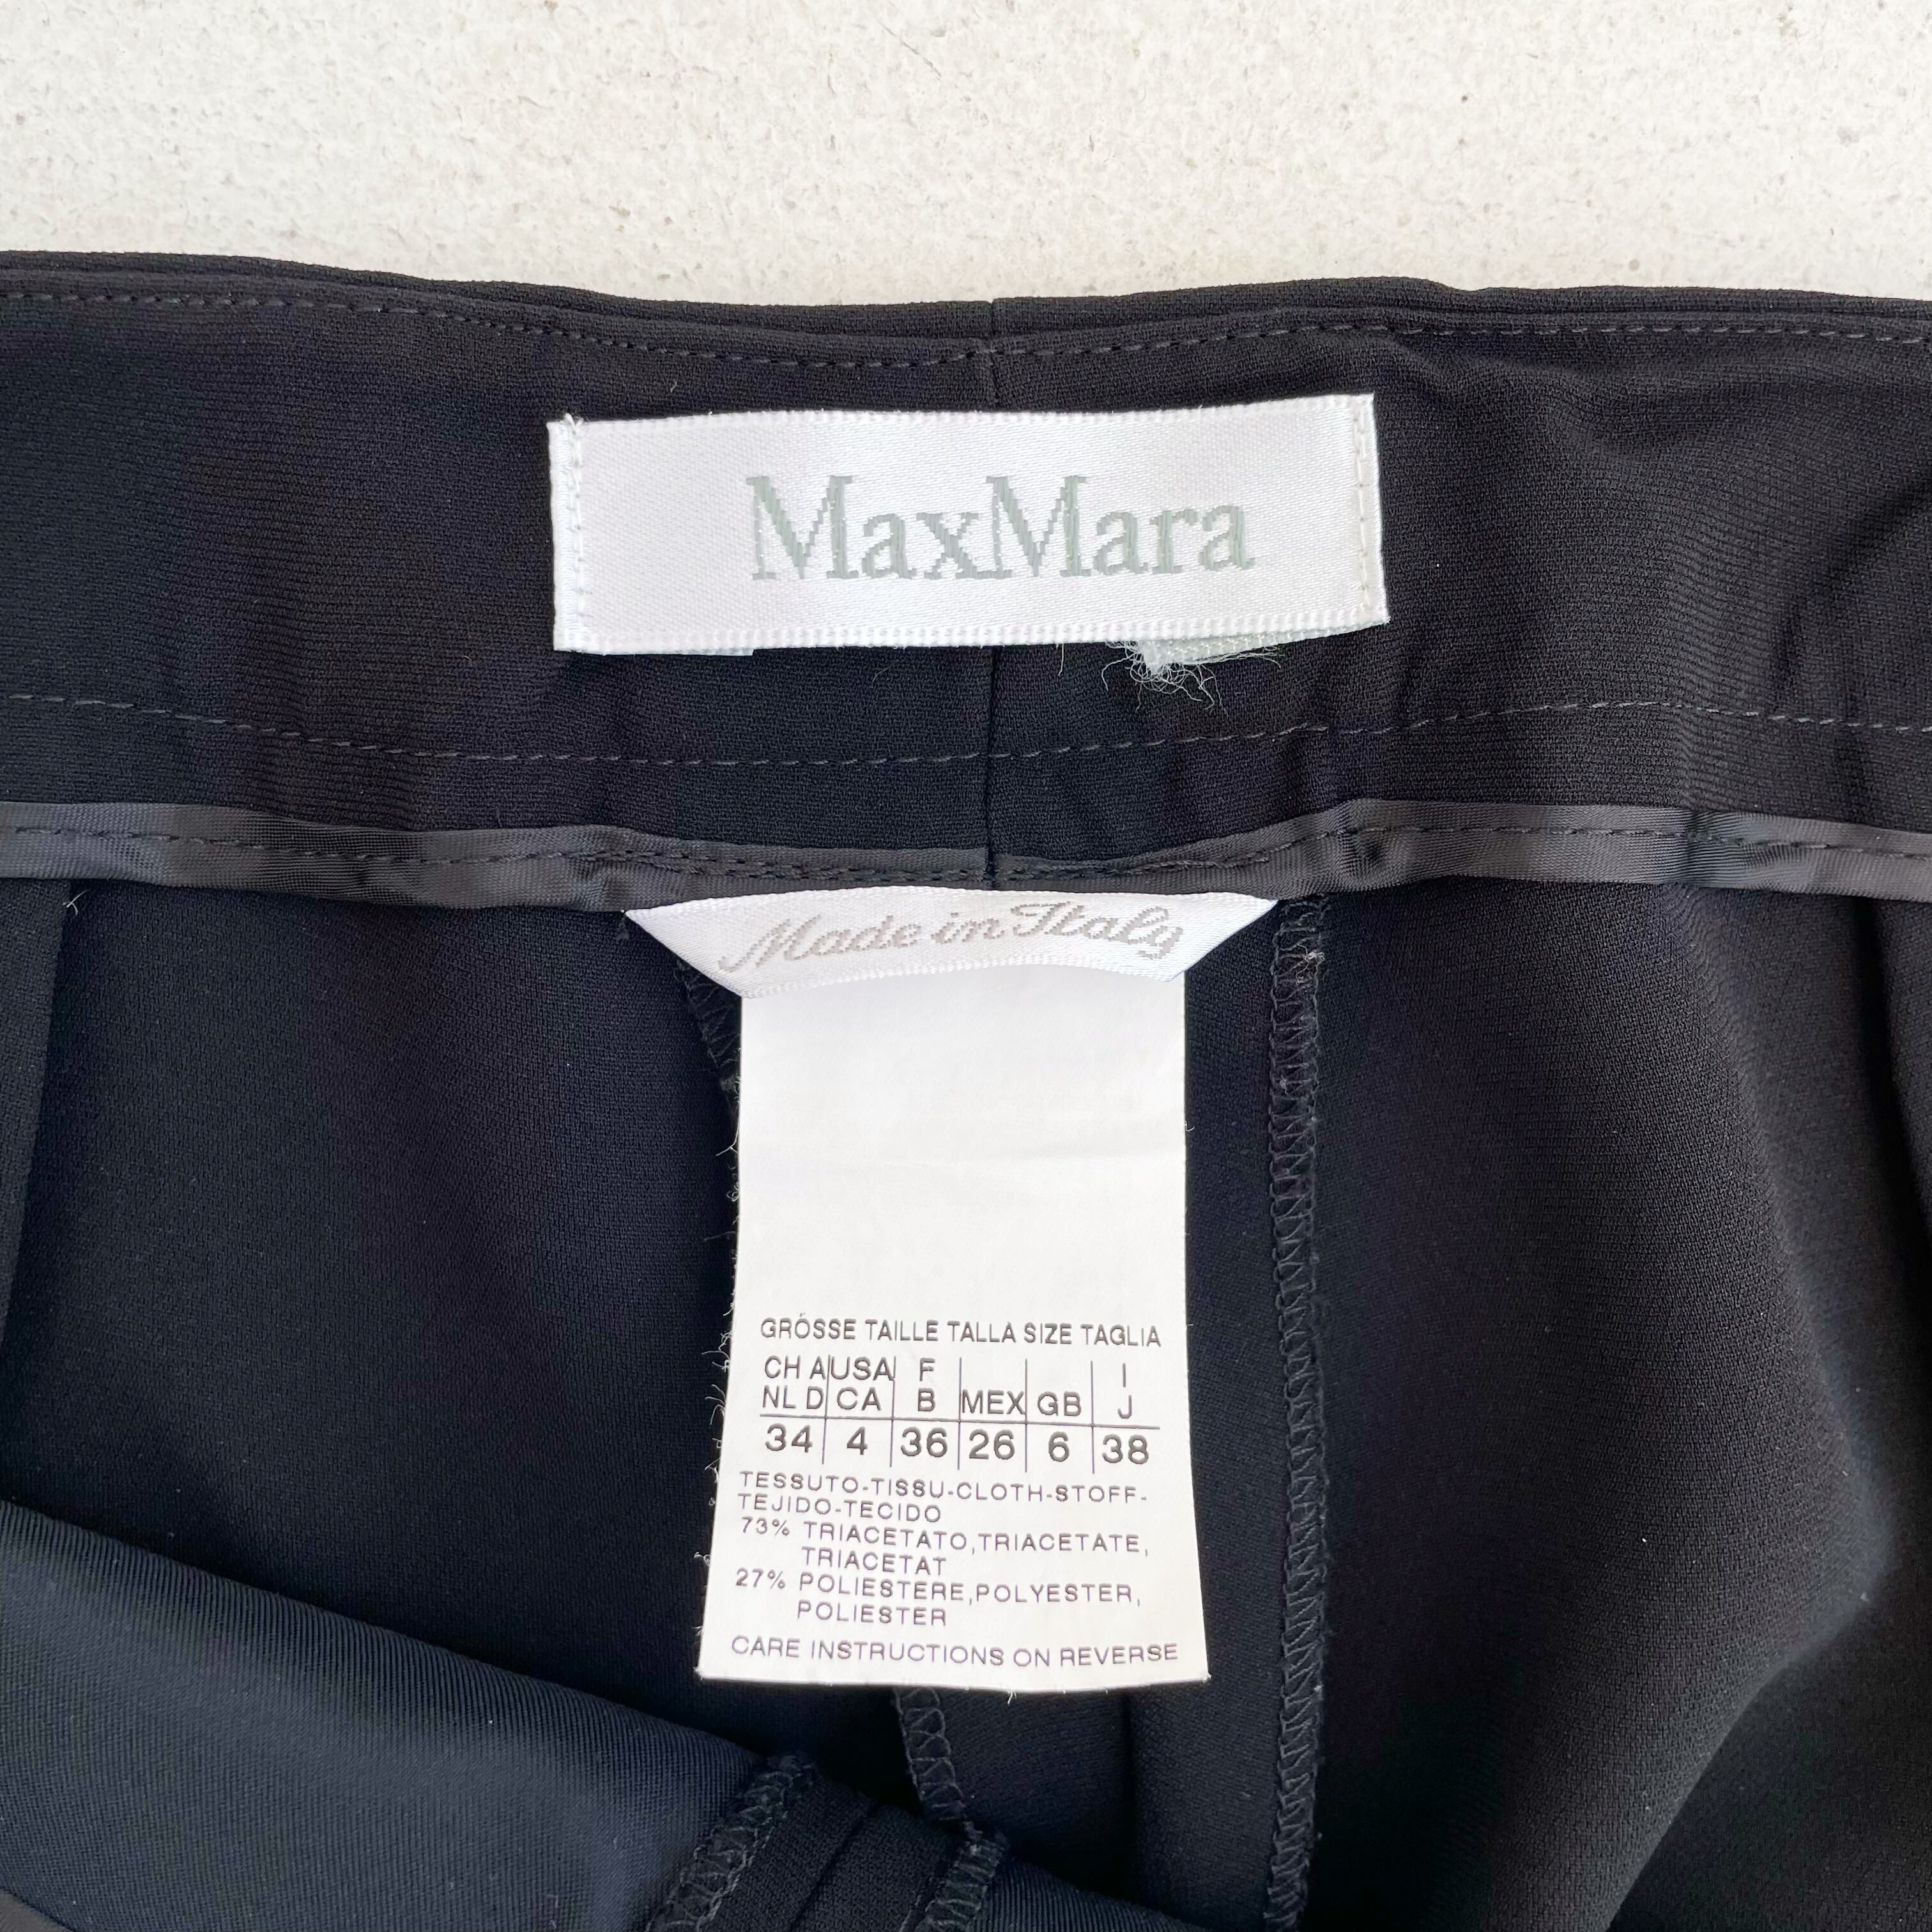 MaxMara
Made in Italy
GRÖSSE TAILLE TALLA SIZE TAGLIA
CH A USA F I
NL D CA B MEX GB J
34 4 36 26 6 38
TESSUTO-TISSU-CLOTH-STOFF-
TEJIDO-TECIDO
73% TRIACETATO,TRIACETATE,
TRIACETAT
27% POLIESTERE,POLYESTER,
POLIESTER
CARE INSTRUCTIONS ON REVERSE